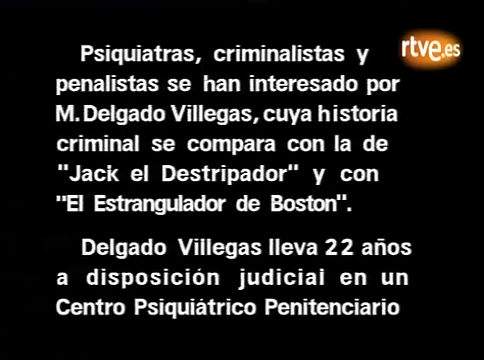 Psiquiatras, criminalistas y
rtve.es
penalistas se han interesado por
M. Delgado Villegas, cuya historia
criminal se compara con la de
"Jack el Destripador" y con
"El Estrangulador de Boston".
Delgado Villegas lleva 22 años
a disposición judicial en un
Centro Psiquiátrico Penitenciario